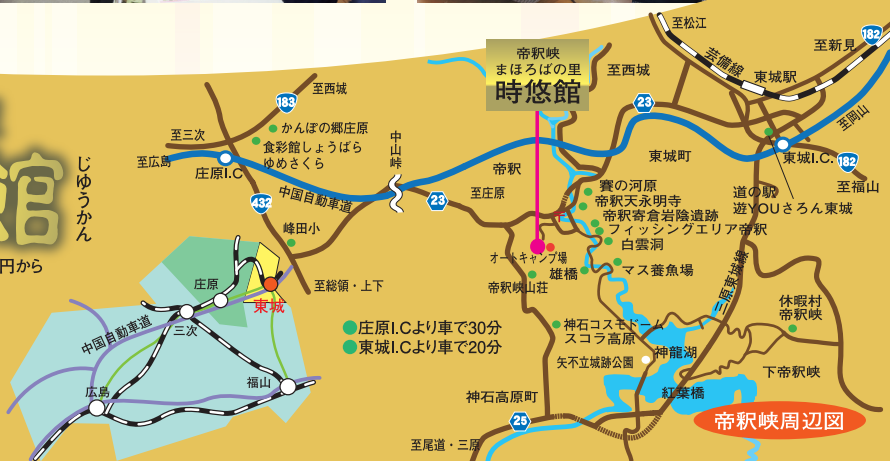 帝釈峡
まほろばの里
時悠館
至松江
182
至新見
芸備線
東城駅
至岡山
至西城
183
至西城
23
至三次
かんぽの郷庄原
食彩館しょうばら
ゆめさくら
至広島
庄原I.C
中山峠
帝釈
東城町
東城I.C.
182
至福山
館
じゆうかん
円から
中国自動車道
432
至庄原
23
賽の河原
帝釈天永明寺
帝釈寄倉岩陰遺跡
フィッシングエリア帝釈
白雲洞
道の駅
遊YOUさろん東城
峰田小
オートキャンプ場
雄橋
マス養魚場
帝釈峡山荘
三原東城線
至総領・上下
庄原
東城
三次
中国自動車道
広島
福山
庄原I.Cより車で30分
東城I.Cより車で20分
神石コスモドーム
スコラ高原
休暇村
帝釈峡
矢不立城跡公園
神龍湖
下帝釈峡
紅葉橋
神石高原町
25
帝釈峡周辺図
至尾道・三原